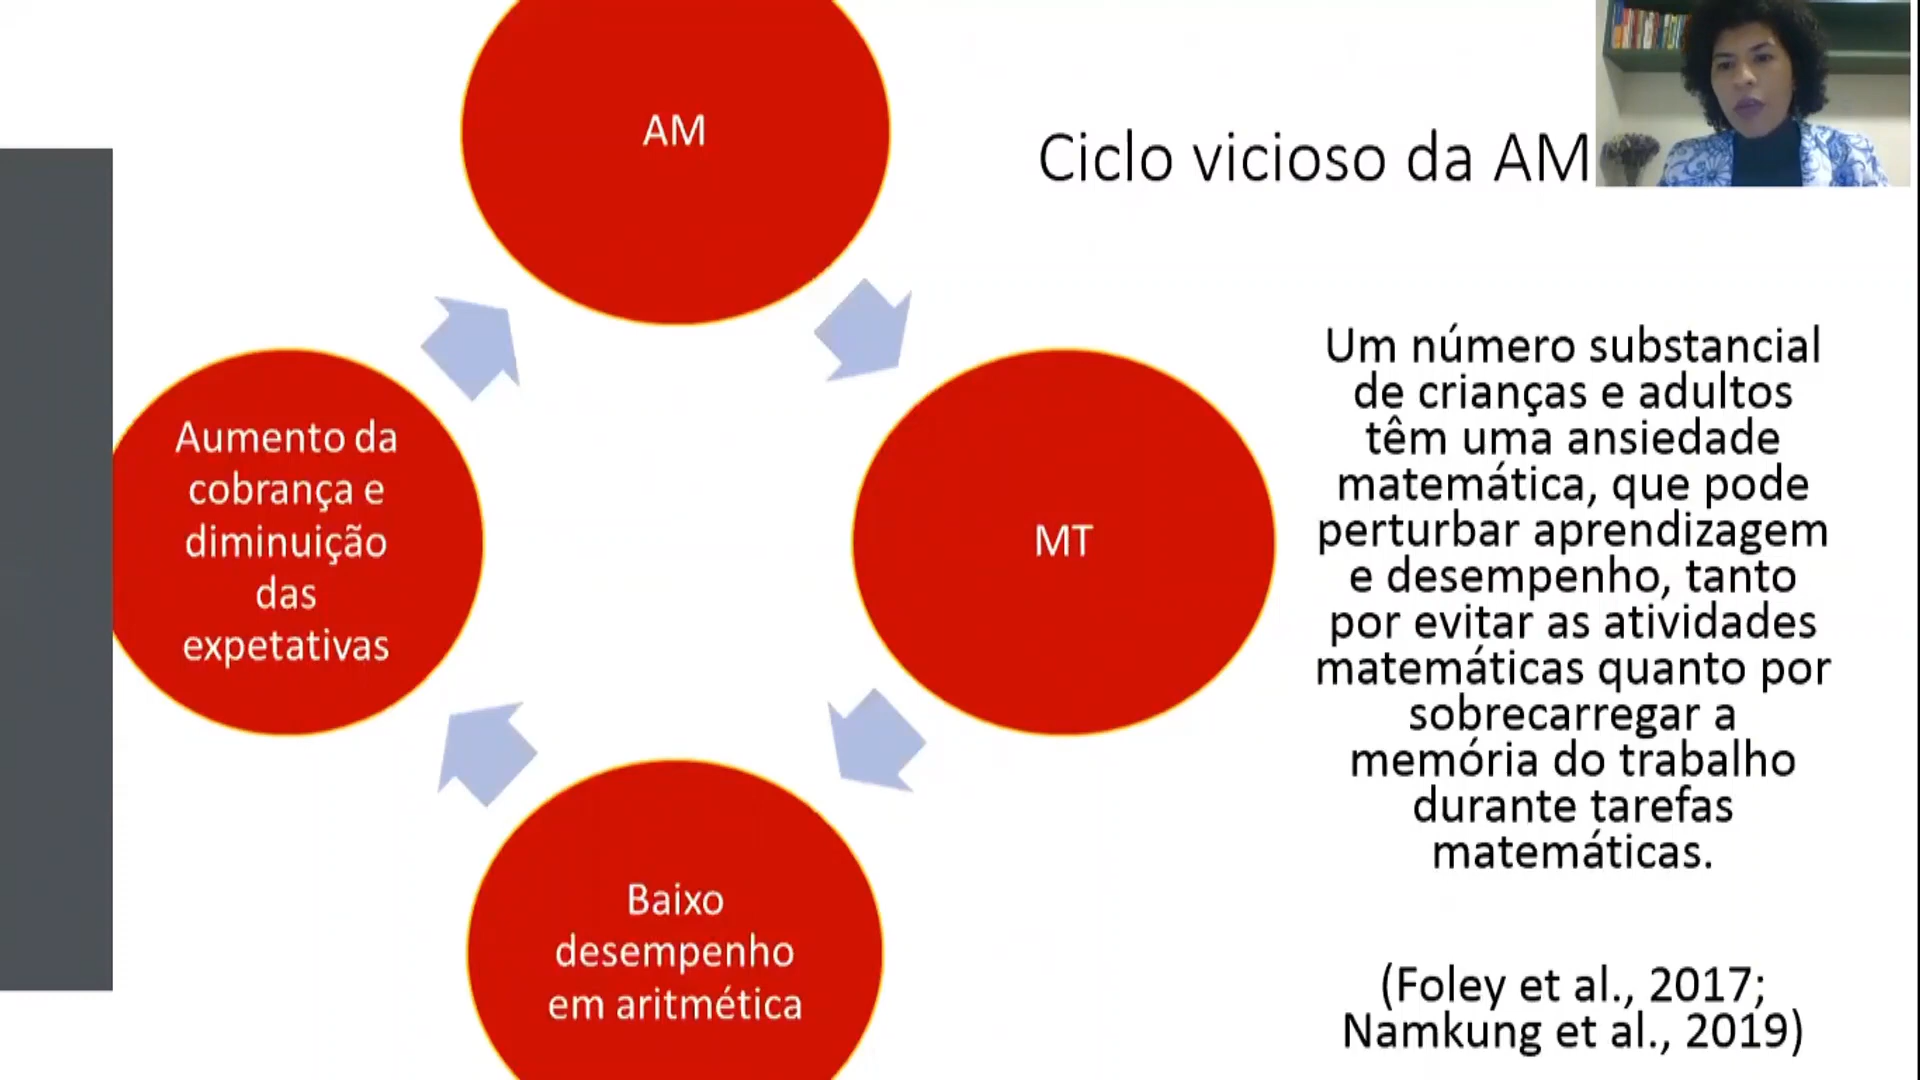 AM
Ciclo vicioso da AM
MT
Aumento da
cobrança e
diminuição
das
expetativas
Baixo
desempenho
em aritmética
Um número substancial
de crianças e adultos
têm uma ansiedade
matemática, que pode
perturbar aprendizagem
e desempenho, tanto
por evitar as atividades
matemáticas quanto por
sobrecarregar a
memória do trabalho
durante tarefas
matemáticas.
(Foley et al., 2017;
Namkung et al., 2019)